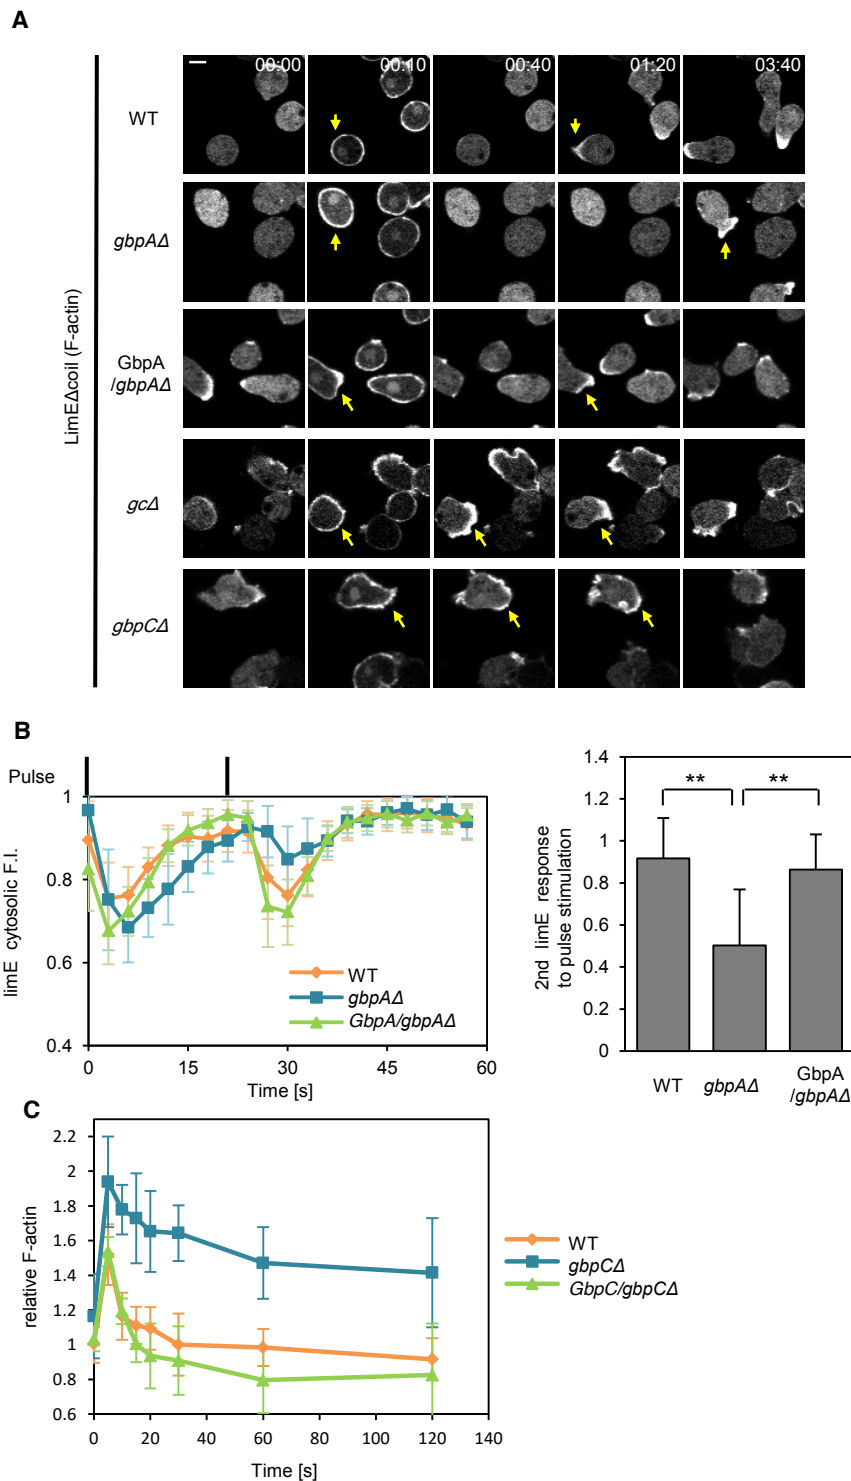 A
00:00 00:10 00:40 01:20 03:40
WT
gbpAΔ
GbpA
/gbpAΔ
gcΔ
gbpCΔ
LimEΔcoil (F-actin)
B
Pulse
1
0.8
0.6
0.4
0 15 30 45 60
Time [s]
limE cytosolic F.I.
WT
gbpAΔ
GbpA/gbpAΔ
1.4
1.2
1
0.8
0.6
0.4
0.2
0
2nd limE response
to pulse stimulation
** **
WT gbpAΔ GbpA
/gbpAΔ
C
2.2
2
1.8
1.6
1.4
1.2
1
0.8
0.6
0 20 40 60 80 100 120 140
Time [s]
relative F-actin
WT
gbpCΔ
GbpC/gbpCΔ